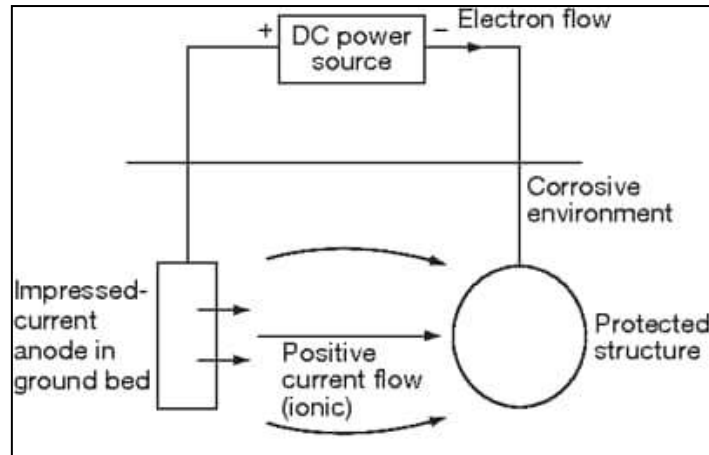 +
DC power
source
–
Electron flow
Corrosive
environment
Impressed-
current
anode in
ground bed
Positive
current flow
(ionic)
Protected
structure